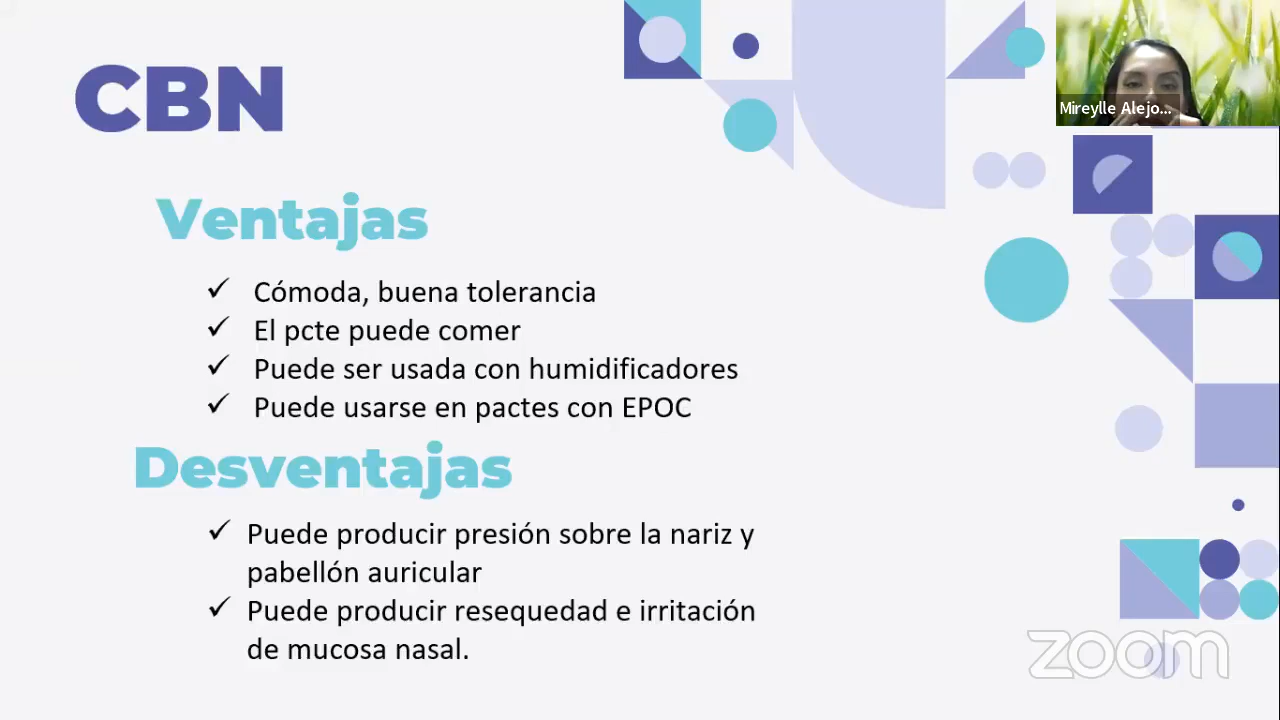 CBN
Mireylle Alejo...
Ventajas
✓ Cómoda, buena tolerancia
✓ El pcte puede comer
✓ Puede ser usada con humidificadores
✓ Puede usarse en pactes con EPOC
Desventajas
✓ Puede producir presión sobre la nariz y
pabellón auricular
✓ Puede producir resequedad e irritación
de mucosa nasal.
zoom